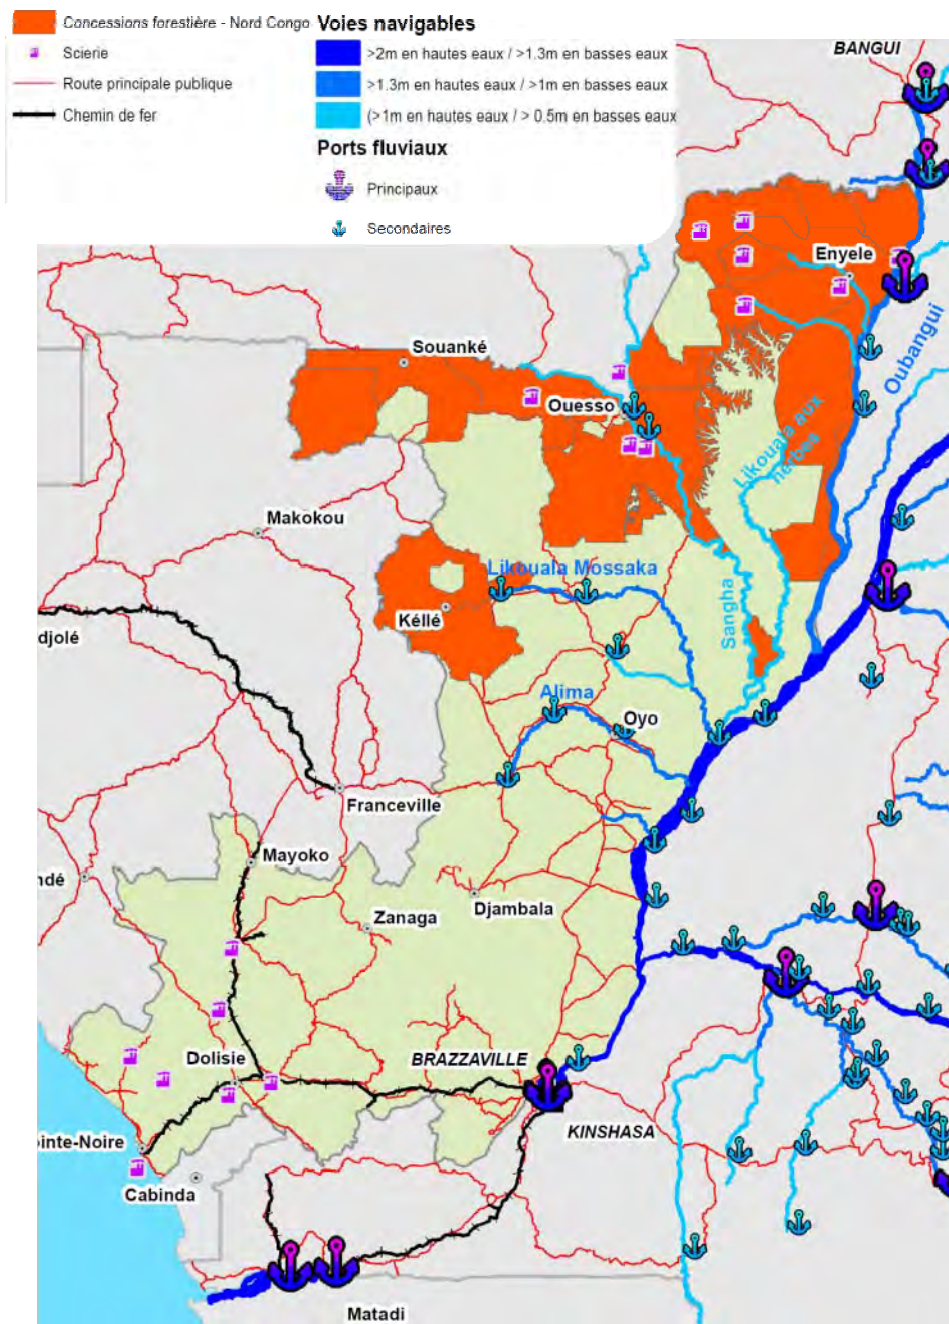 Concessions forestière - Nord Congo
Scierie
Route principale publique
Chemin de fer
Voies navigables
>2m en hautes eaux / >1.3m en basses eaux
>1.3m en hautes eaux / >1m en basses eaux
(>1m en hautes eaux / > 0.5m en basses eaux
Ports fluviaux
Principaux
Secondaires
BANGUI
Enyele
Oubangui
Souanké
Ouesso
Likouala aux
herbes
Makokou
Likouala Mossaka
Kéllé
Sangha
djolé
Alima
Oyo
Franceville
Mayoko
ndé
Zanaga
Djambala
BRAZZAVILLE
Dolisie
KINSHASA
ointe-Noire
Cabinda
Matadi